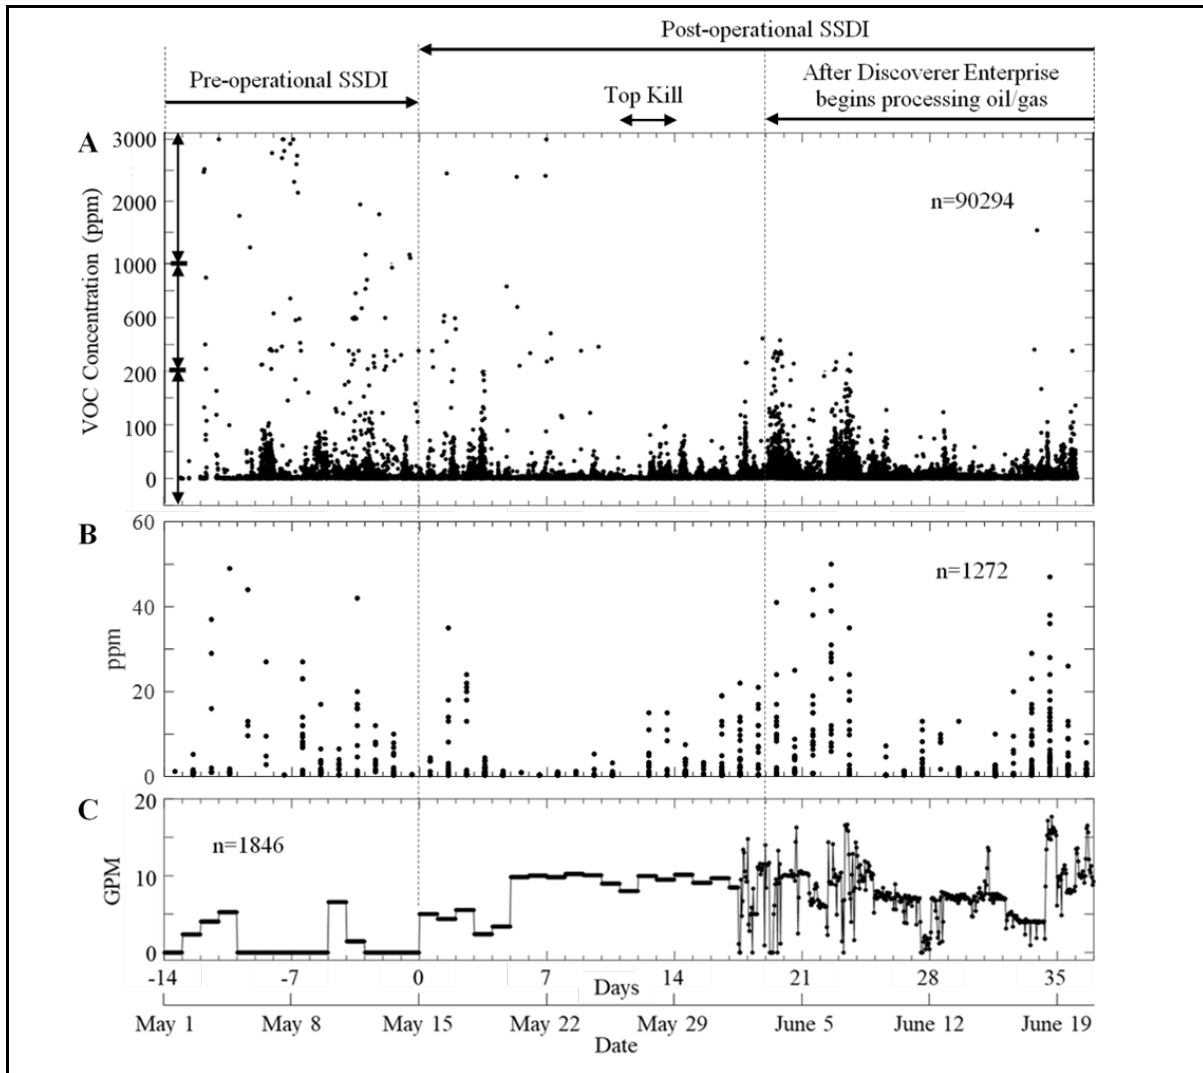 Post-operational SSDI
Pre-operational SSDI
After Discoverer Enterprise
begins processing oil/gas
Top Kill
A
VOC Concentration (ppm)
3000
2000
1000
600
200
100
0
n=90294
B
ppm
60
40
20
0
n=1272
C
GPM
20
10
0
n=1846
-14
-7
0
7
14
21
28
35
Days
May 1
May 8
May 15
May 22
May 29
June 5
June 12
June 19
Date